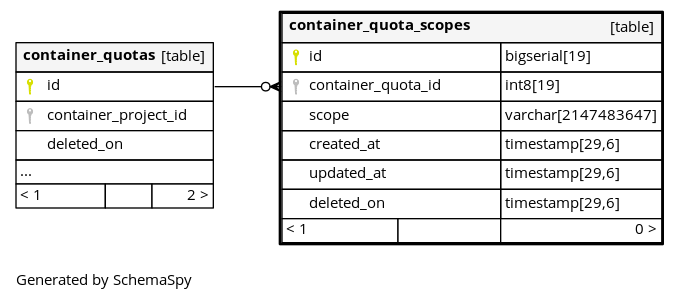 container_quotas [table]
id
container_project_id
deleted_on
...
< 1 2 >
container_quota_scopes [table]
id bigserial[19]
container_quota_id int8[19]
scope varchar[2147483647]
created_at timestamp[29,6]
updated_at timestamp[29,6]
deleted_on timestamp[29,6]
< 1 0 >
Generated by SchemaSpy